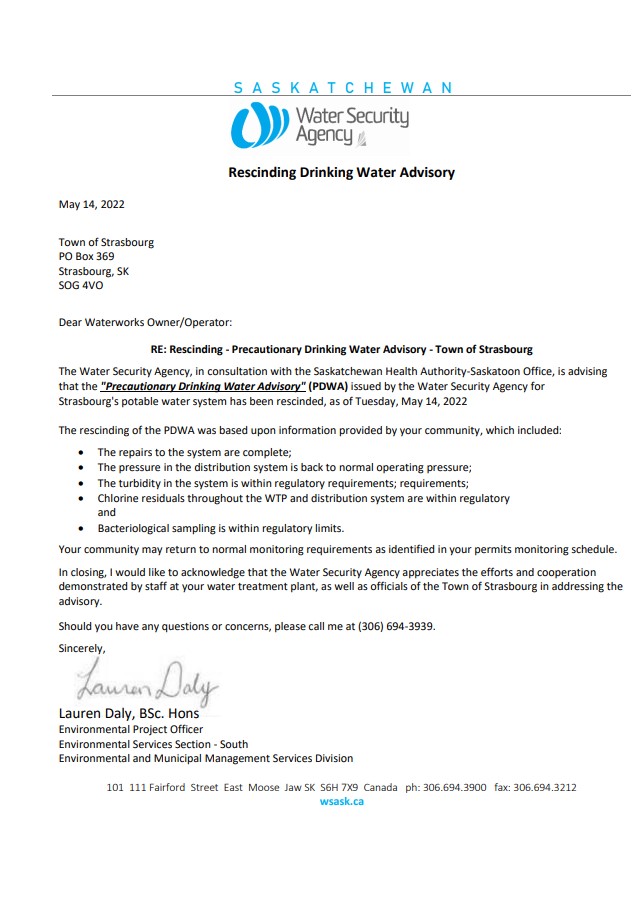 SASKATCHEWAN
Water Security
Agency
Rescinding Drinking Water Advisory
May 14, 2022
Town of Strasbourg
PO Box 369
Strasbourg, SK
SOG 4VO
Dear Waterworks Owner/Operator:
RE: Rescinding - Precautionary Drinking Water Advisory - Town of Strasbourg
The Water Security Agency, in consultation with the Saskatchewan Health Authority-Saskatoon Office, is advising
that the "Precautionary Drinking Water Advisory" (PDWA) issued by the Water Security Agency for
Strasbourg's potable water system has been rescinded, as of Tuesday, May 14, 2022
The rescinding of the PDWA was based upon information provided by your community, which included:
• The repairs to the system are complete;
• The pressure in the distribution system is back to normal operating pressure;
• The turbidity in the system is within regulatory requirements; requirements;
• Chlorine residuals throughout the WTP and distribution system are within regulatory
and
• Bacteriological sampling is within regulatory limits.
Your community may return to normal monitoring requirements as identified in your permits monitoring schedule.
In closing, I would like to acknowledge that the Water Security Agency appreciates the efforts and cooperation
demonstrated by staff at your water treatment plant, as well as officials of the Town of Strasbourg in addressing the
advisory.
Should you have any questions or concerns, please call me at (306) 694-3939.
Sincerely,
Lauren Daly
Lauren Daly, BSc. Hons
Environmental Project Officer
Environmental Services Section - South
Environmental and Municipal Management Services Division
101 111 Fairford Street East Moose Jaw SK S6H 7X9 Canada ph: 306.694.3900 fax: 306.694.3212
wsask.ca